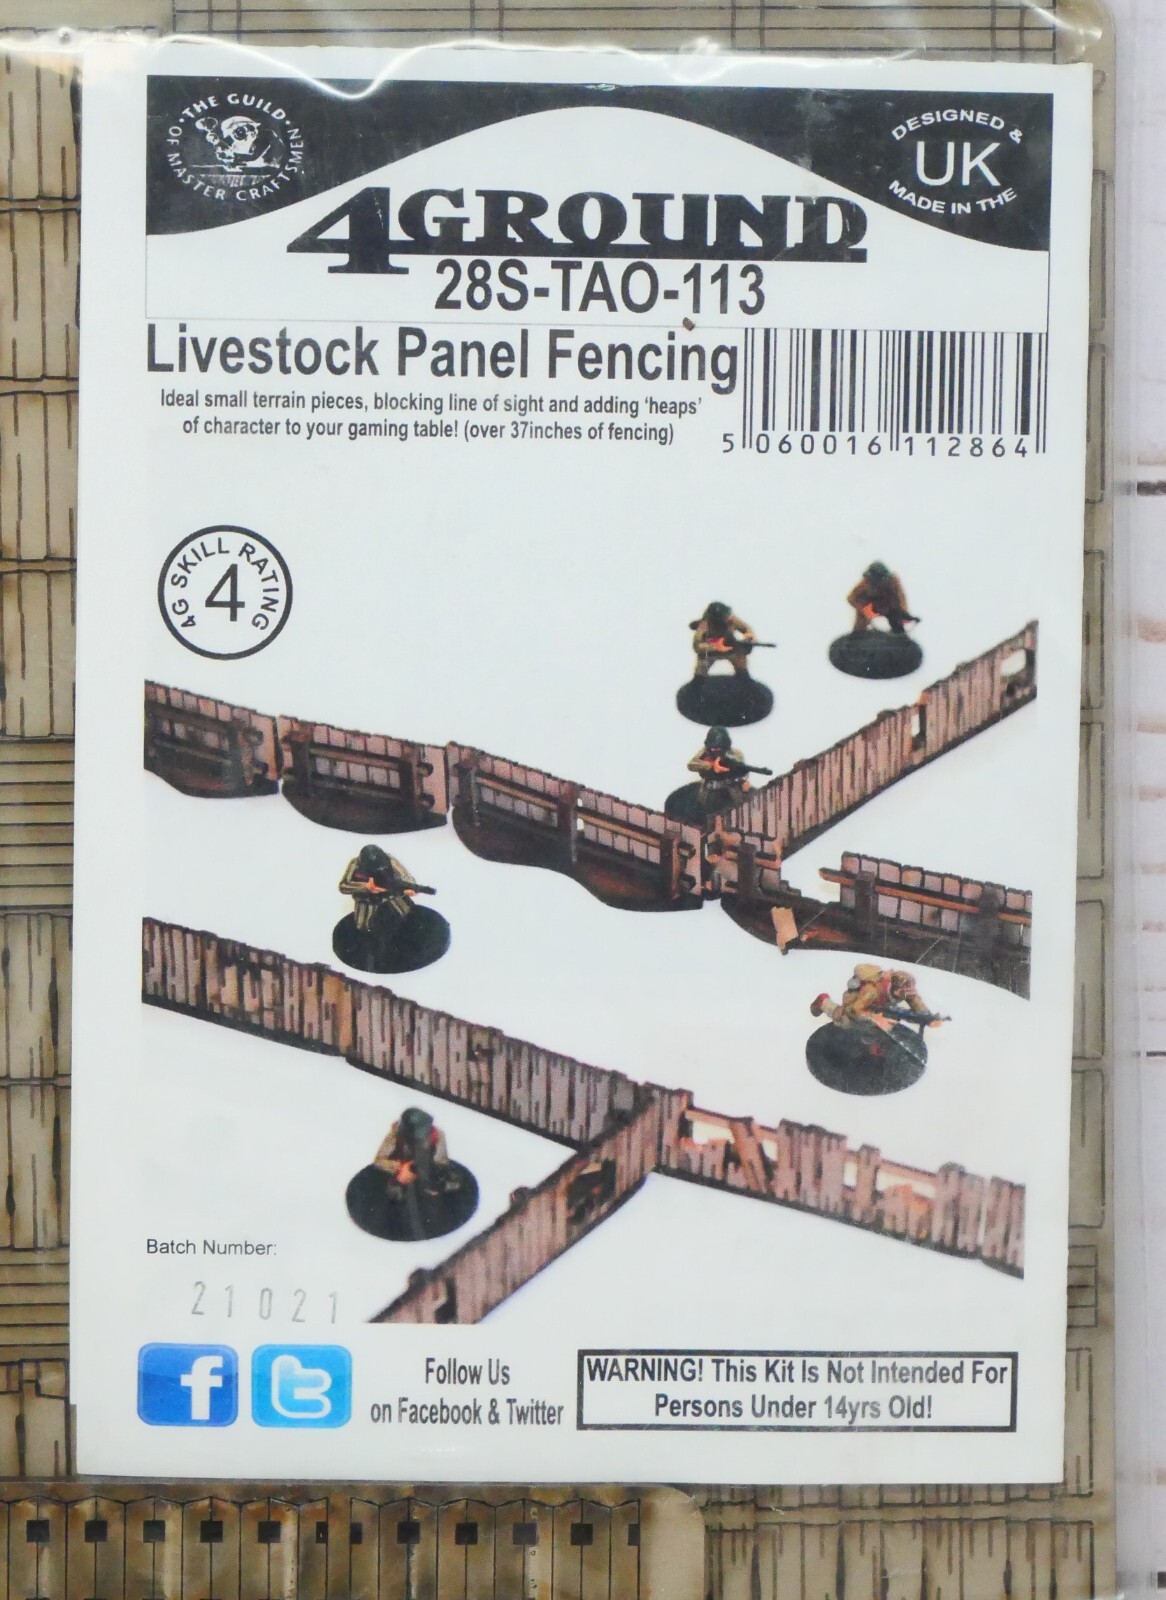 THE GUILD OF MASTER CRAFTSMEN
DESIGNED &
UK
MADE IN THE
4GROUND
28S-TAO-113
Livestock Panel Fencing
Ideal small terrain pieces, blocking line of sight and adding ‘heaps’
of character to your gaming table! (over 37inches of fencing)
5 060016 112864
4G SKILL RATING
4
Batch Number:
21021
f
t
Follow Us
on Facebook & Twitter
WARNING! This Kit Is Not Intended For
Persons Under 14yrs Old!